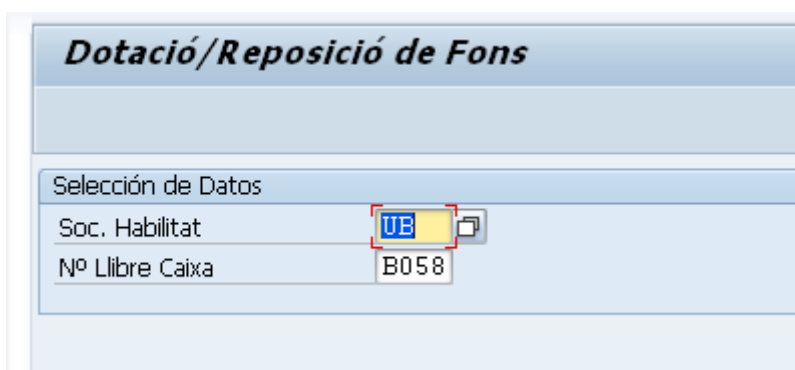 Dotació/Reposició de Fons
Selección de Datos
Soc. Habilitat UB
Nº Llibre Caixa B058